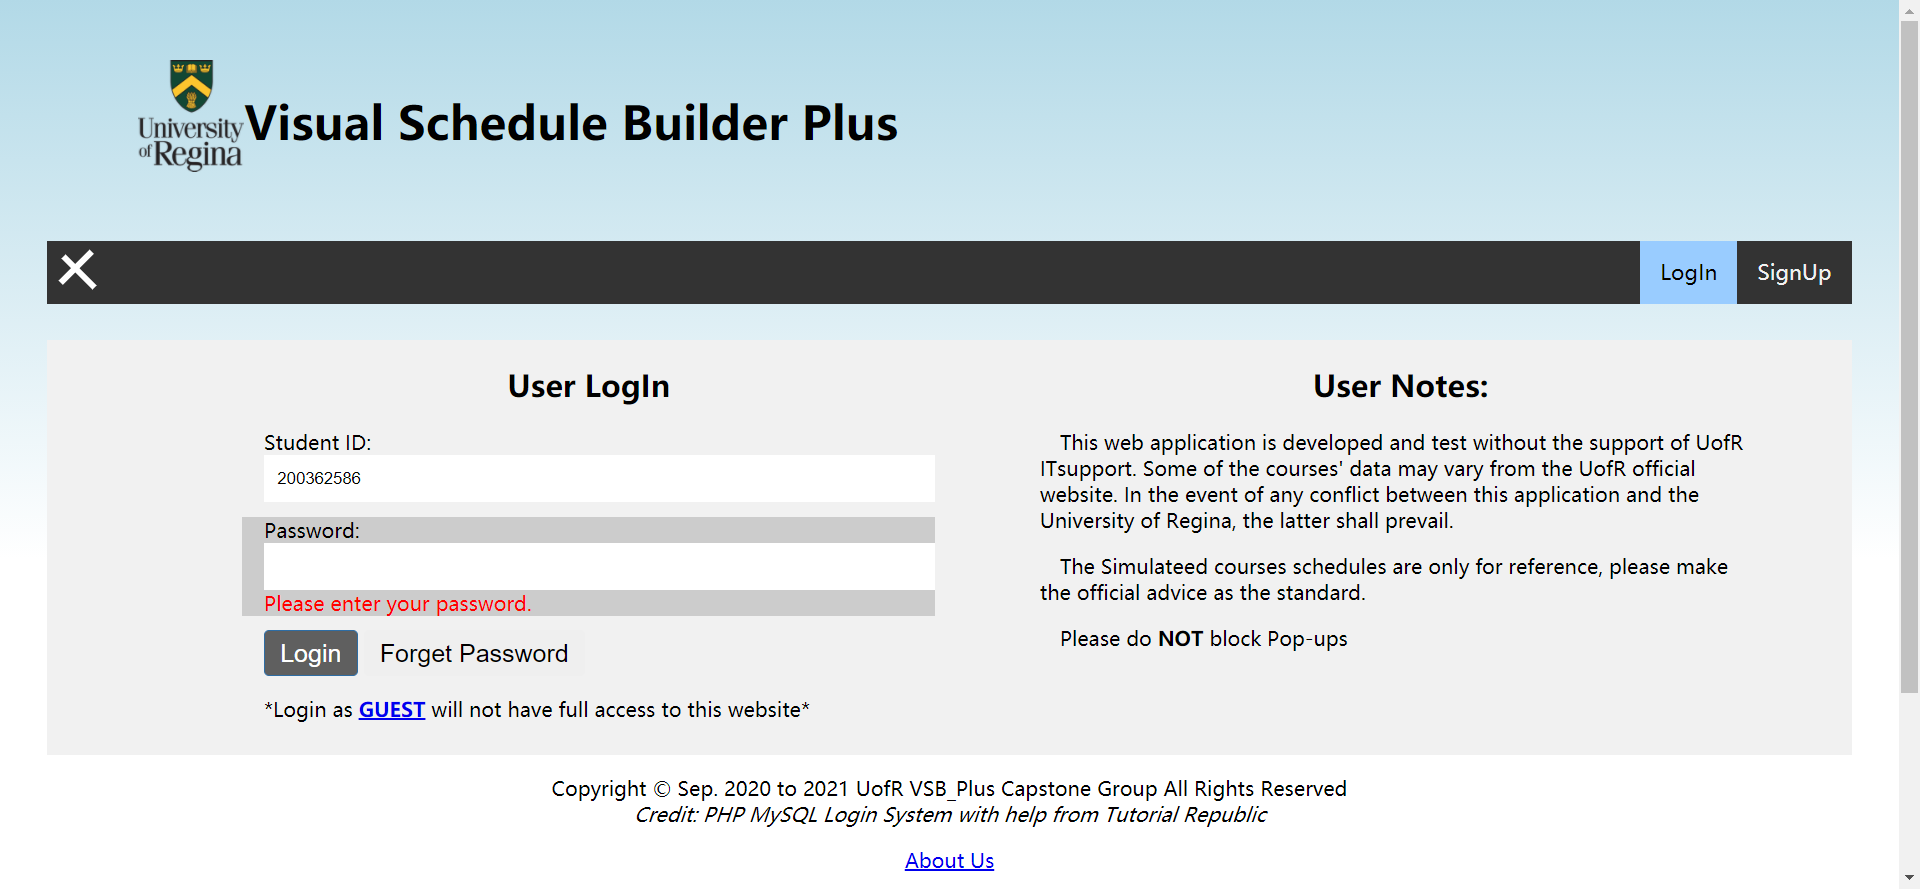 University
of Regina
Visual Schedule Builder Plus
LogIn
SignUp
User LogIn
Student ID:
200362586
Password:
Please enter your password.
Login
Forget Password
*Login as GUEST will not have full access to this website*
User Notes:
This web application is developed and test without the support of UofR
ITsupport. Some of the courses' data may vary from the UofR official
website. In the event of any conflict between this application and the
University of Regina, the latter shall prevail.
The Simulateed courses schedules are only for reference, please make
the official advice as the standard.
Please do NOT block Pop-ups
Copyright © Sep. 2020 to 2021 UofR VSB_Plus Capstone Group All Rights Reserved
Credit: PHP MySQL Login System with help from Tutorial Republic
About Us